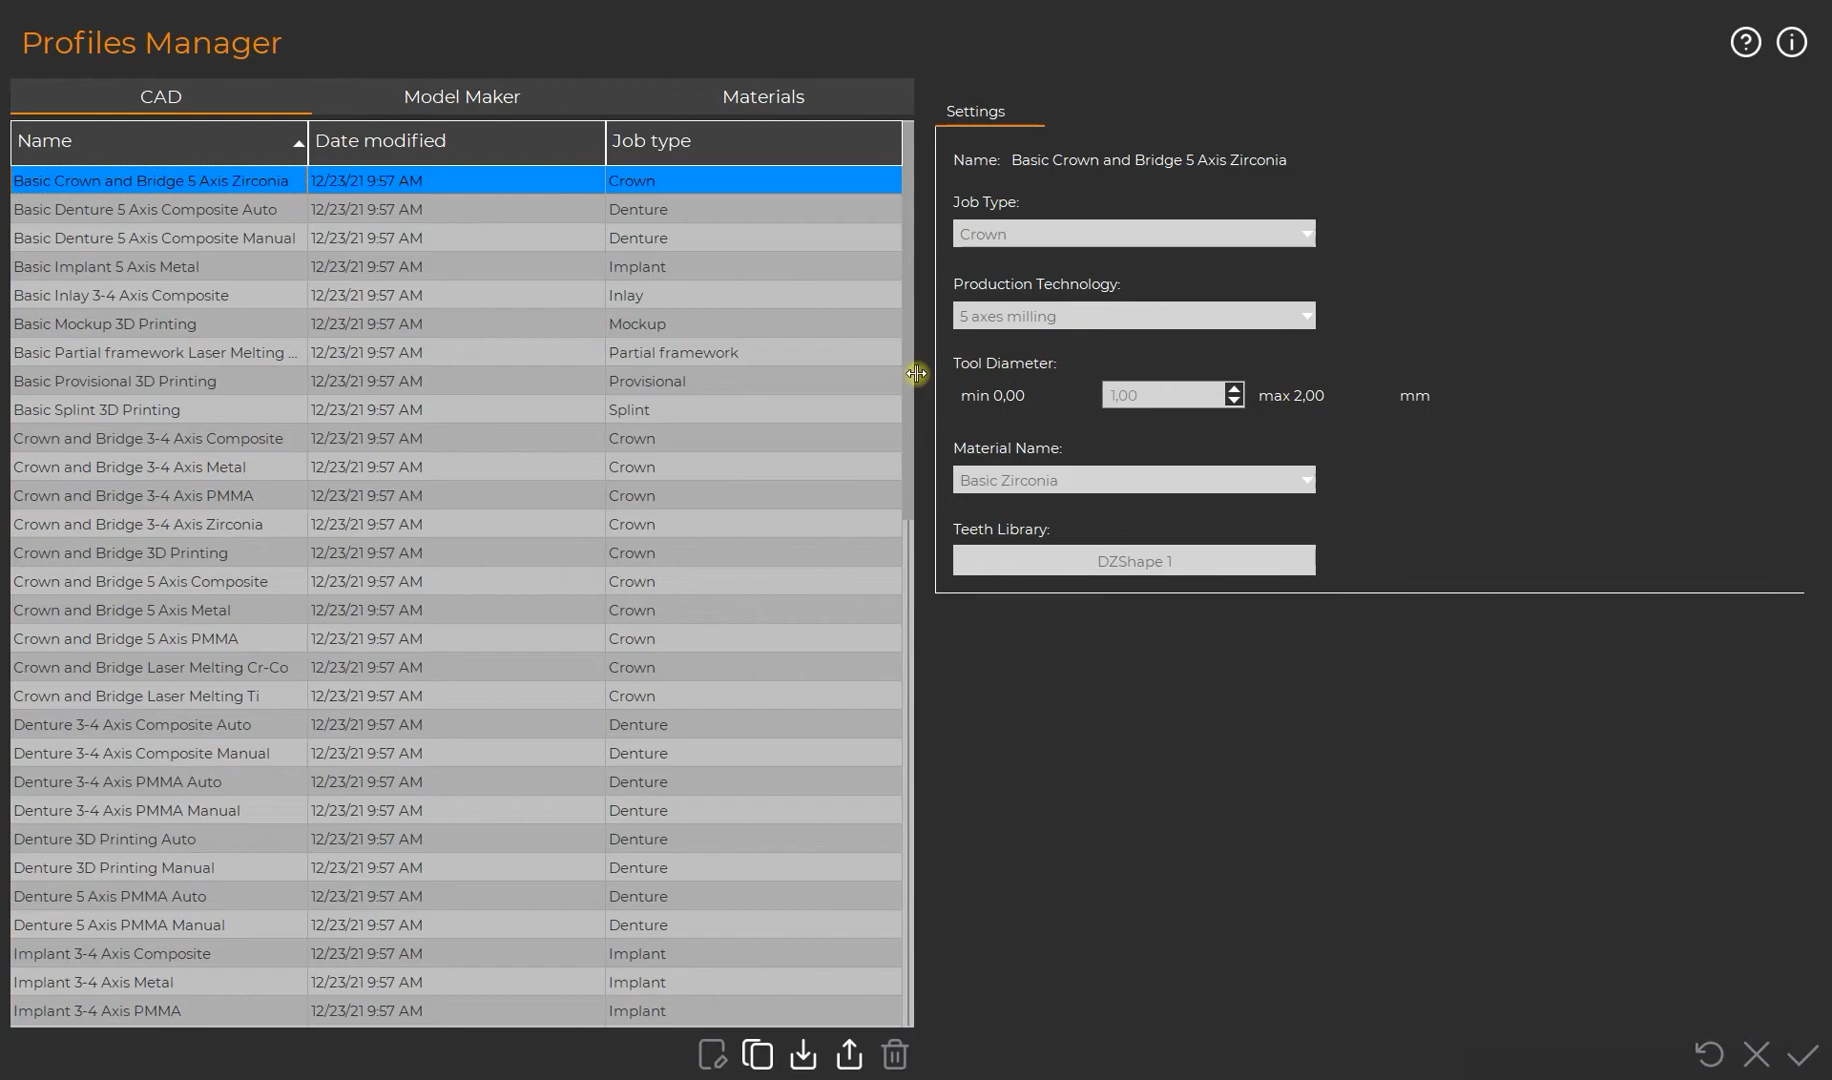 Profiles Manager
CAD Model Maker Materials
Name Date modified Job type
Basic Crown and Bridge 5 Axis Zirconia 12/23/21 9:57 AM Crown
Basic Denture 5 Axis Composite Auto 12/23/21 9:57 AM Denture
Basic Denture 5 Axis Composite Manual 12/23/21 9:57 AM Denture
Basic Implant 5 Axis Metal 12/23/21 9:57 AM Implant
Basic Inlay 3-4 Axis Composite 12/23/21 9:57 AM Inlay
Basic Mockup 3D Printing 12/23/21 9:57 AM Mockup
Basic Partial framework Laser Melting ... 12/23/21 9:57 AM Partial framework
Basic Provisional 3D Printing 12/23/21 9:57 AM Provisional
Basic Splint 3D Printing 12/23/21 9:57 AM Splint
Crown and Bridge 3-4 Axis Composite 12/23/21 9:57 AM Crown
Crown and Bridge 3-4 Axis Metal 12/23/21 9:57 AM Crown
Crown and Bridge 3-4 Axis PMMA 12/23/21 9:57 AM Crown
Crown and Bridge 3-4 Axis Zirconia 12/23/21 9:57 AM Crown
Crown and Bridge 3D Printing 12/23/21 9:57 AM Crown
Crown and Bridge 5 Axis Composite 12/23/21 9:57 AM Crown
Crown and Bridge 5 Axis Metal 12/23/21 9:57 AM Crown
Crown and Bridge 5 Axis PMMA 12/23/21 9:57 AM Crown
Crown and Bridge Laser Melting Cr-Co 12/23/21 9:57 AM Crown
Crown and Bridge Laser Melting Ti 12/23/21 9:57 AM Crown
Denture 3-4 Axis Composite Auto 12/23/21 9:57 AM Denture
Denture 3-4 Axis Composite Manual 12/23/21 9:57 AM Denture
Denture 3-4 Axis PMMA Auto 12/23/21 9:57 AM Denture
Denture 3-4 Axis PMMA Manual 12/23/21 9:57 AM Denture
Denture 3D Printing Auto 12/23/21 9:57 AM Denture
Denture 3D Printing Manual 12/23/21 9:57 AM Denture
Denture 5 Axis PMMA Auto 12/23/21 9:57 AM Denture
Denture 5 Axis PMMA Manual 12/23/21 9:57 AM Denture
Implant 3-4 Axis Composite 12/23/21 9:57 AM Implant
Implant 3-4 Axis Metal 12/23/21 9:57 AM Implant
Implant 3-4 Axis PMMA 12/23/21 9:57 AM Implant
Settings
Name: Basic Crown and Bridge 5 Axis Zirconia
Job Type:
Crown
Production Technology:
5 axes milling
Tool Diameter:
min 0,00 1,00 max 2,00 mm
Material Name:
Basic Zirconia
Teeth Library:
DZShape 1